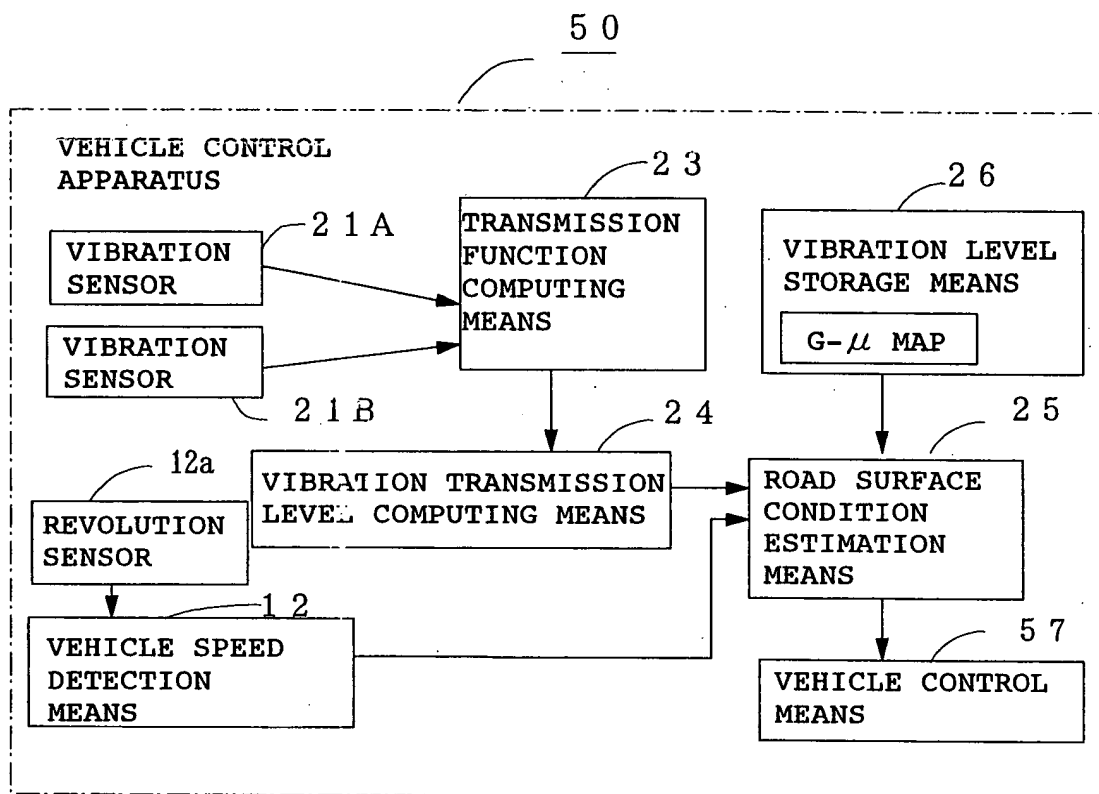 50
VEHICLE CONTROL
APPARATUS
23
26
21A
VIBRATION
SENSOR
TRANSMISSION
FUNCTION
COMPUTING
MEANS
VIBRATION LEVEL
STORAGE MEANS
G-μ MAP
VIBRATION
SENSOR
21B
24
25
12a
VIBRATION TRANSMISSION
LEVEL COMPUTING MEANS
ROAD SURFACE
CONDITION
ESTIMATION
MEANS
REVOLUTION
SENSOR
12
VEHICLE SPEED
DETECTION
MEANS
57
VEHICLE CONTROL
MEANS